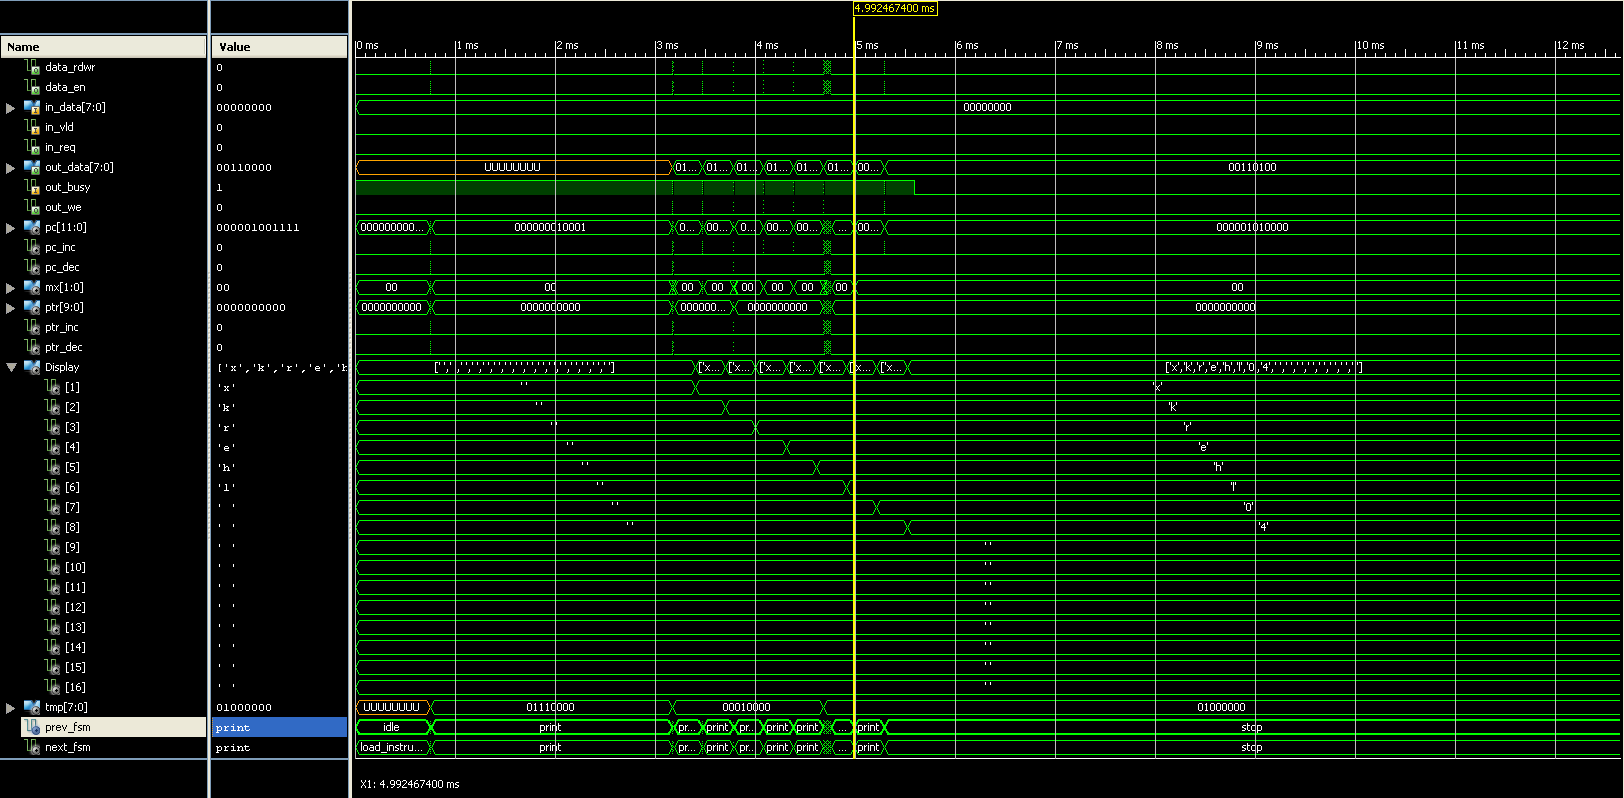 4.992467400 ms
Name Value 0 ms 1 ms 2 ms 3 ms 4 ms 5 ms 6 ms 7 ms 8 ms 9 ms 10 ms 11 ms 12 ms
data_rdwr 0
data_en 0
in_data[7:0] 00000000 00000000
in_vld 0
in_req 0
out_data[7:0] 00110000 UUUUUUUU 01... 01... 01... 01... 01... 01... 00... 00110100
out_busy 1
out_we 0
pc[11:0] 000001001111 000000000... 000000010001 0... 00... 0... 00... 00... ... 00... 000001010000
pc_inc 0
pc_dec 0
mx[1:0] 00 00 00 00 00 00 00 00 00 00
ptr[9:0] 0000000000 0000000000 0000000000 000000... 0000000000 0000000000
ptr_inc 0
ptr_dec 0
Display ['x','k','r','e','h [' ',' ',' ',' ',' ',' ',' ',' ',' ',' ',' ',' ',' ',' ',' ',' '] ['x... ['x... ['x... ['x... ['x... ['x... ['x... ['x','k','r','e','h','l','0','4',' ',' ',' ',' ',' ',' ',' ',' ']
[1] 'x' ' ' 'x'
[2] 'k' ' ' 'k'
[3] 'r' ' ' 'r'
[4] 'e' ' ' 'e'
[5] 'h' ' ' 'h'
[6] 'l' ' ' 'l'
[7] ' ' ' ' '0'
[8] ' ' ' ' '4'
[9] ' ' ' '
[10] ' ' ' '
[11] ' ' ' '
[12] ' ' ' '
[13] ' ' ' '
[14] ' ' ' '
[15] ' ' ' '
[16] ' ' ' '
tmp[7:0] 01000000 UUUUUUUU 01110000 00010000 01000000
prev_fsm print idle print pr... print pr... print print ... print stop
next_fsm print load_instru... print pr... print pr... print print ... print stop
X1: 4.992467400 ms